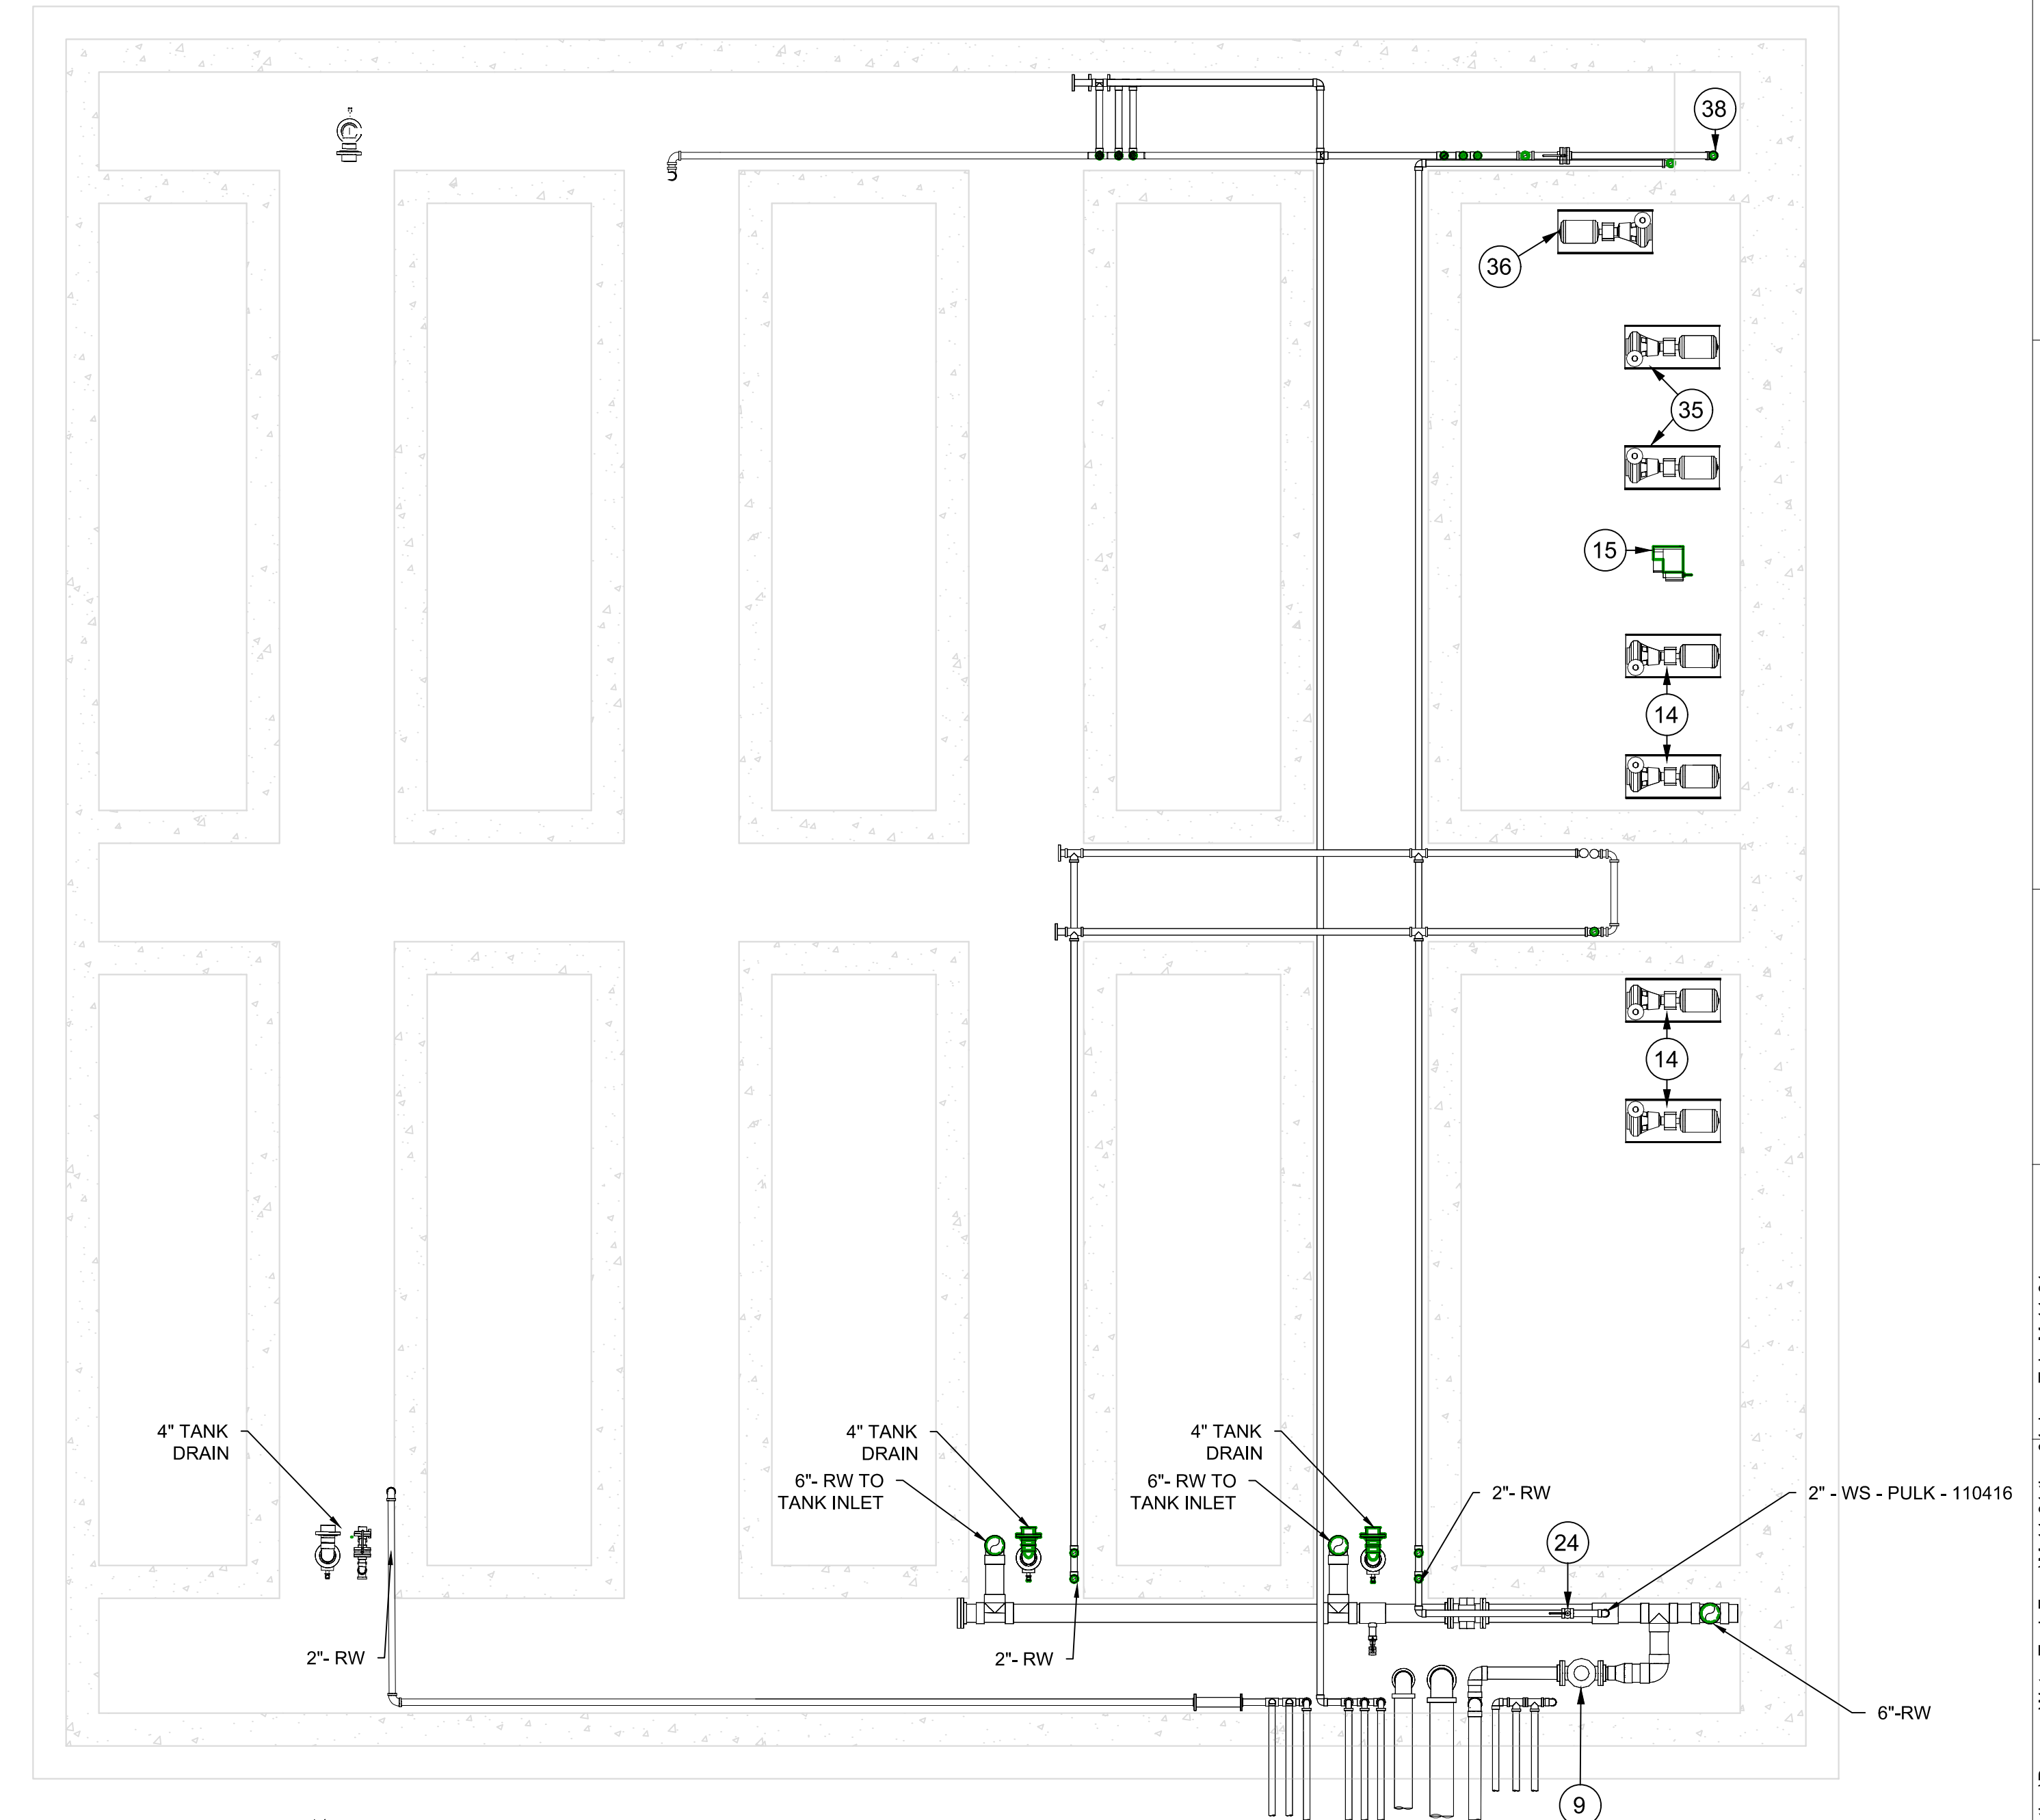 38
36
35
15
14
14
4" TANK
DRAIN
4" TANK
DRAIN
4" TANK
DRAIN
6"- RW TO
TANK INLET
6"- RW TO
TANK INLET
2"- RW
2" - WS - PULK - 110416
24
2"- RW
2"- RW
6"-RW
9